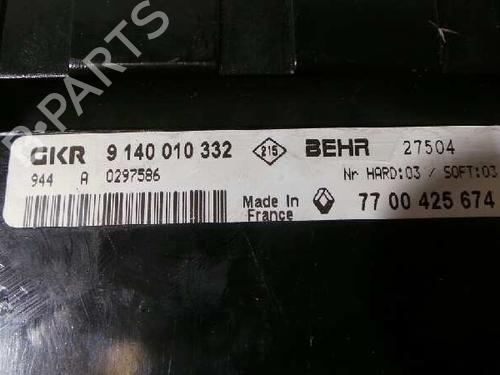 B-PARTS
GKR 9 140 010 332 215 BEHR 27504
944 A 0297586 Nr HARD:03 / SOFT:03
Made In
France
77 00 425 674